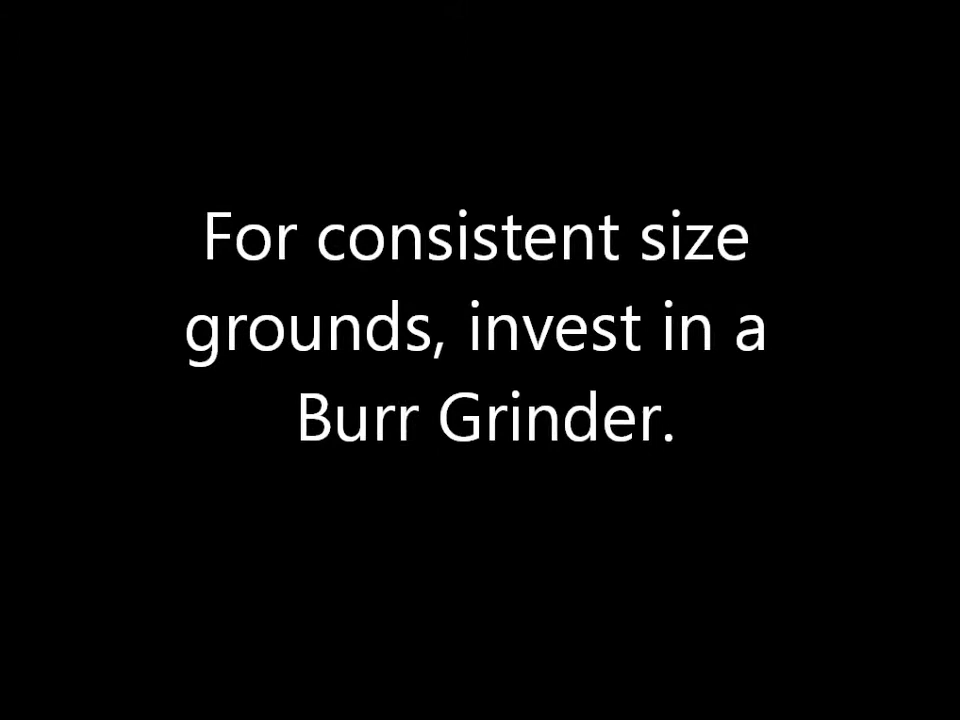 For consistent size
grounds, invest in a
Burr Grinder.